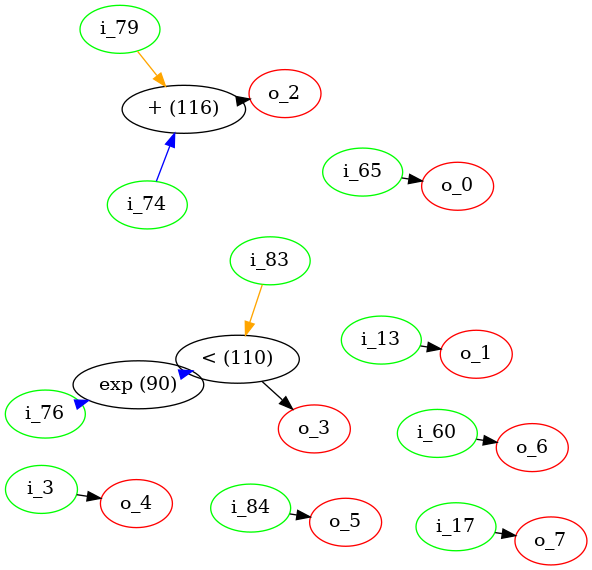 i_79
+ (116)
o_2
i_65
o_0
i_74
i_83
i_13
o_1
< (110)
exp (90)
i_76
o_3
i_60
o_6
i_3
o_4
i_84
o_5
i_17
o_7